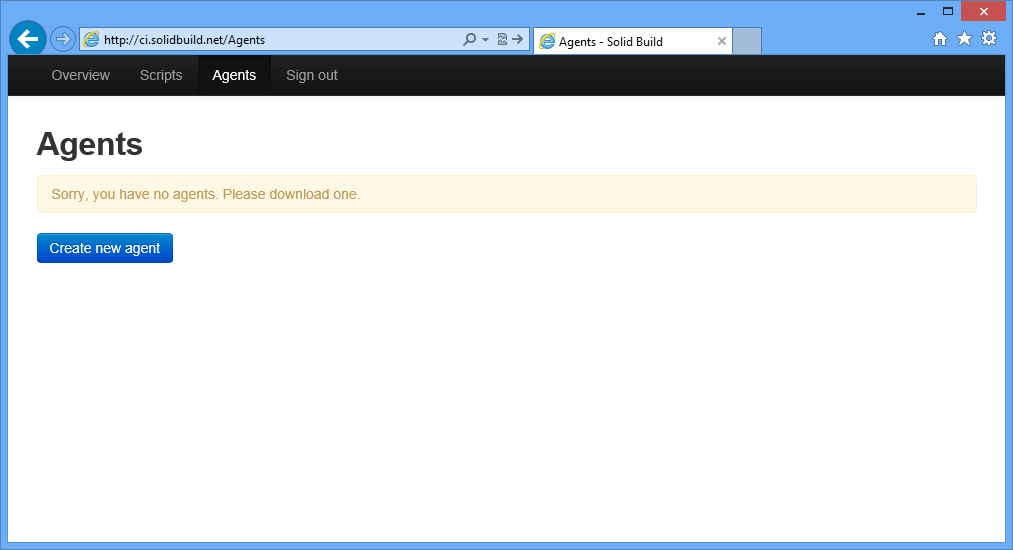 http://ci.solidbuild.net/Agents
Agents - Solid Build
Overview
Scripts
Agents
Sign out
Agents
Sorry, you have no agents. Please download one.
Create new agent